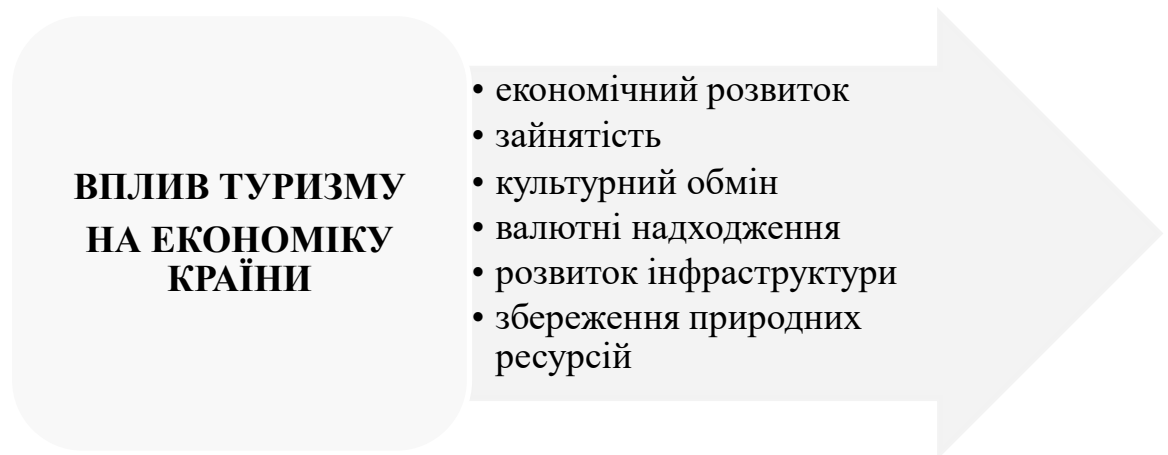 ВПЛИВ ТУРИЗМУ
НА ЕКОНОМІКУ
КРАЇНИ
• економічний розвиток
• зайнятість
• культурний обмін
• валютні надходження
• розвиток інфраструктури
• збереження природних
ресурсій